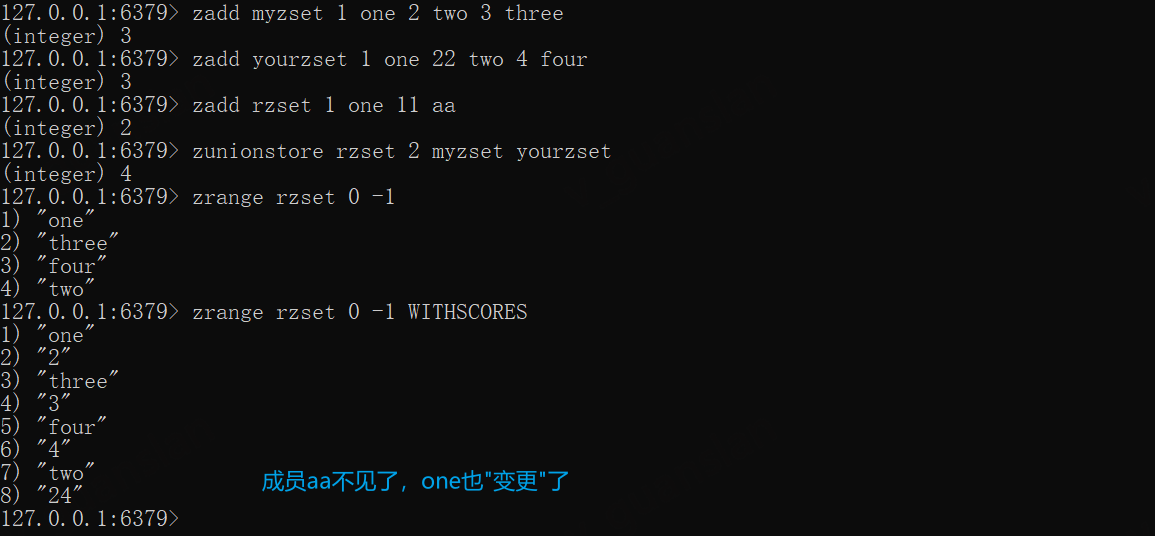 127.0.0.1:6379> zadd myzset 1 one 2 two 3 three
(integer) 3
127.0.0.1:6379> zadd yourzset 1 one 22 two 4 four
(integer) 3
127.0.0.1:6379> zadd rzset 1 one 11 aa
(integer) 2
127.0.0.1:6379> zunionstore rzset 2 myzset yourzset
(integer) 4
127.0.0.1:6379> zrange rzset 0 -1
1) "one"
2) "three"
3) "four"
4) "two"
127.0.0.1:6379> zrange rzset 0 -1 WITHSCORES
1) "one"
2) "2"
3) "three"
4) "3"
5) "four"
6) "4"
7) "two"
8) "24"
成员aa不见了，one也"变更"了
127.0.0.1:6379>